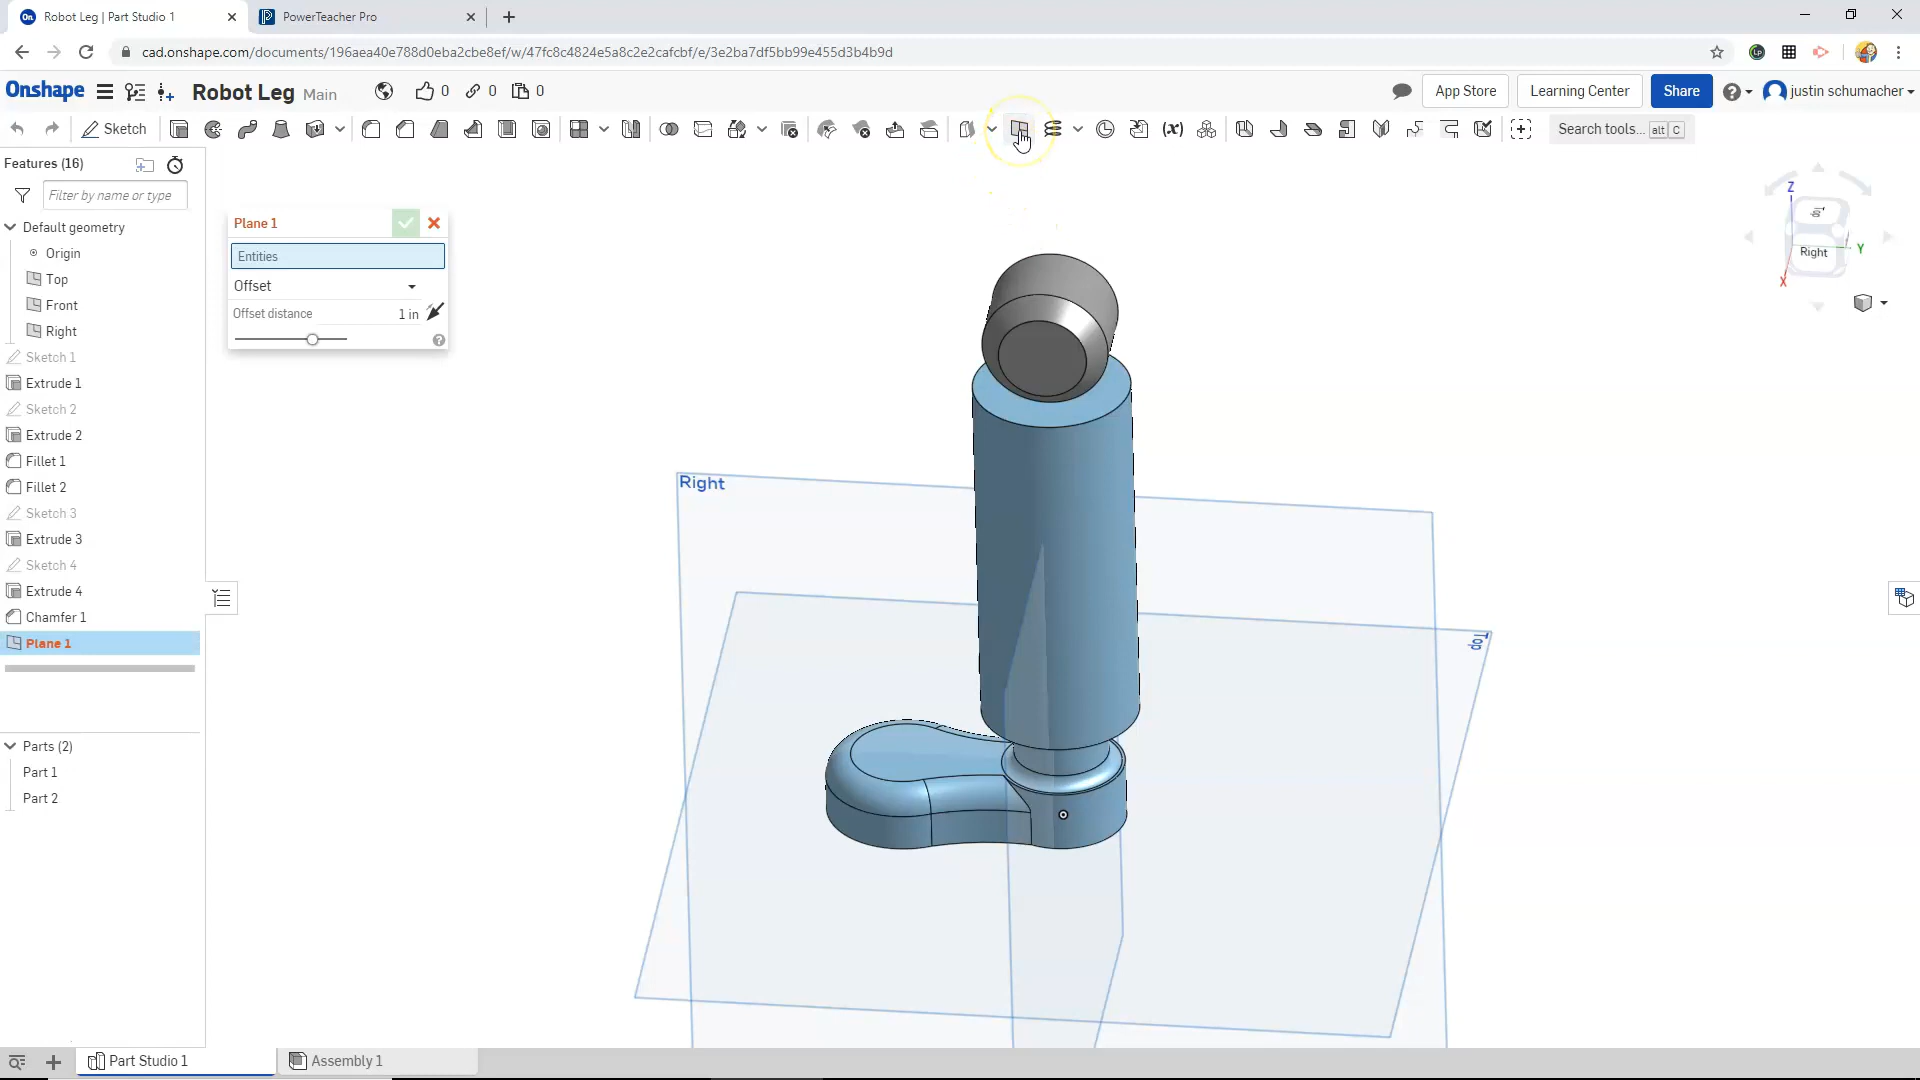 Robot Leg | Part Studio 1
PowerTeacher Pro
cad.onshape.com/documents/196aea40e788d0eba2cbe8ef/w/47fc8c4824e5a8c2e2cafcbf/e/3e2ba7df5bb99e455d3b4b9d
Onshape
Robot Leg Main
0
0
0
App Store
Learning Center
Share
justin schumacher
Sketch
(x)
Search tools... alt C
Features (16)
Filter by name or type
Default geometry
Origin
Top
Front
Right
Sketch 1
Extrude 1
Sketch 2
Extrude 2
Fillet 1
Fillet 2
Sketch 3
Extrude 3
Sketch 4
Extrude 4
Chamfer 1
Plane 1
Parts (2)
Part 1
Part 2
Plane 1
Entities
Offset
Offset distance 1 in
Right
Top
Z
Y
X
Right
Part Studio 1
Assembly 1